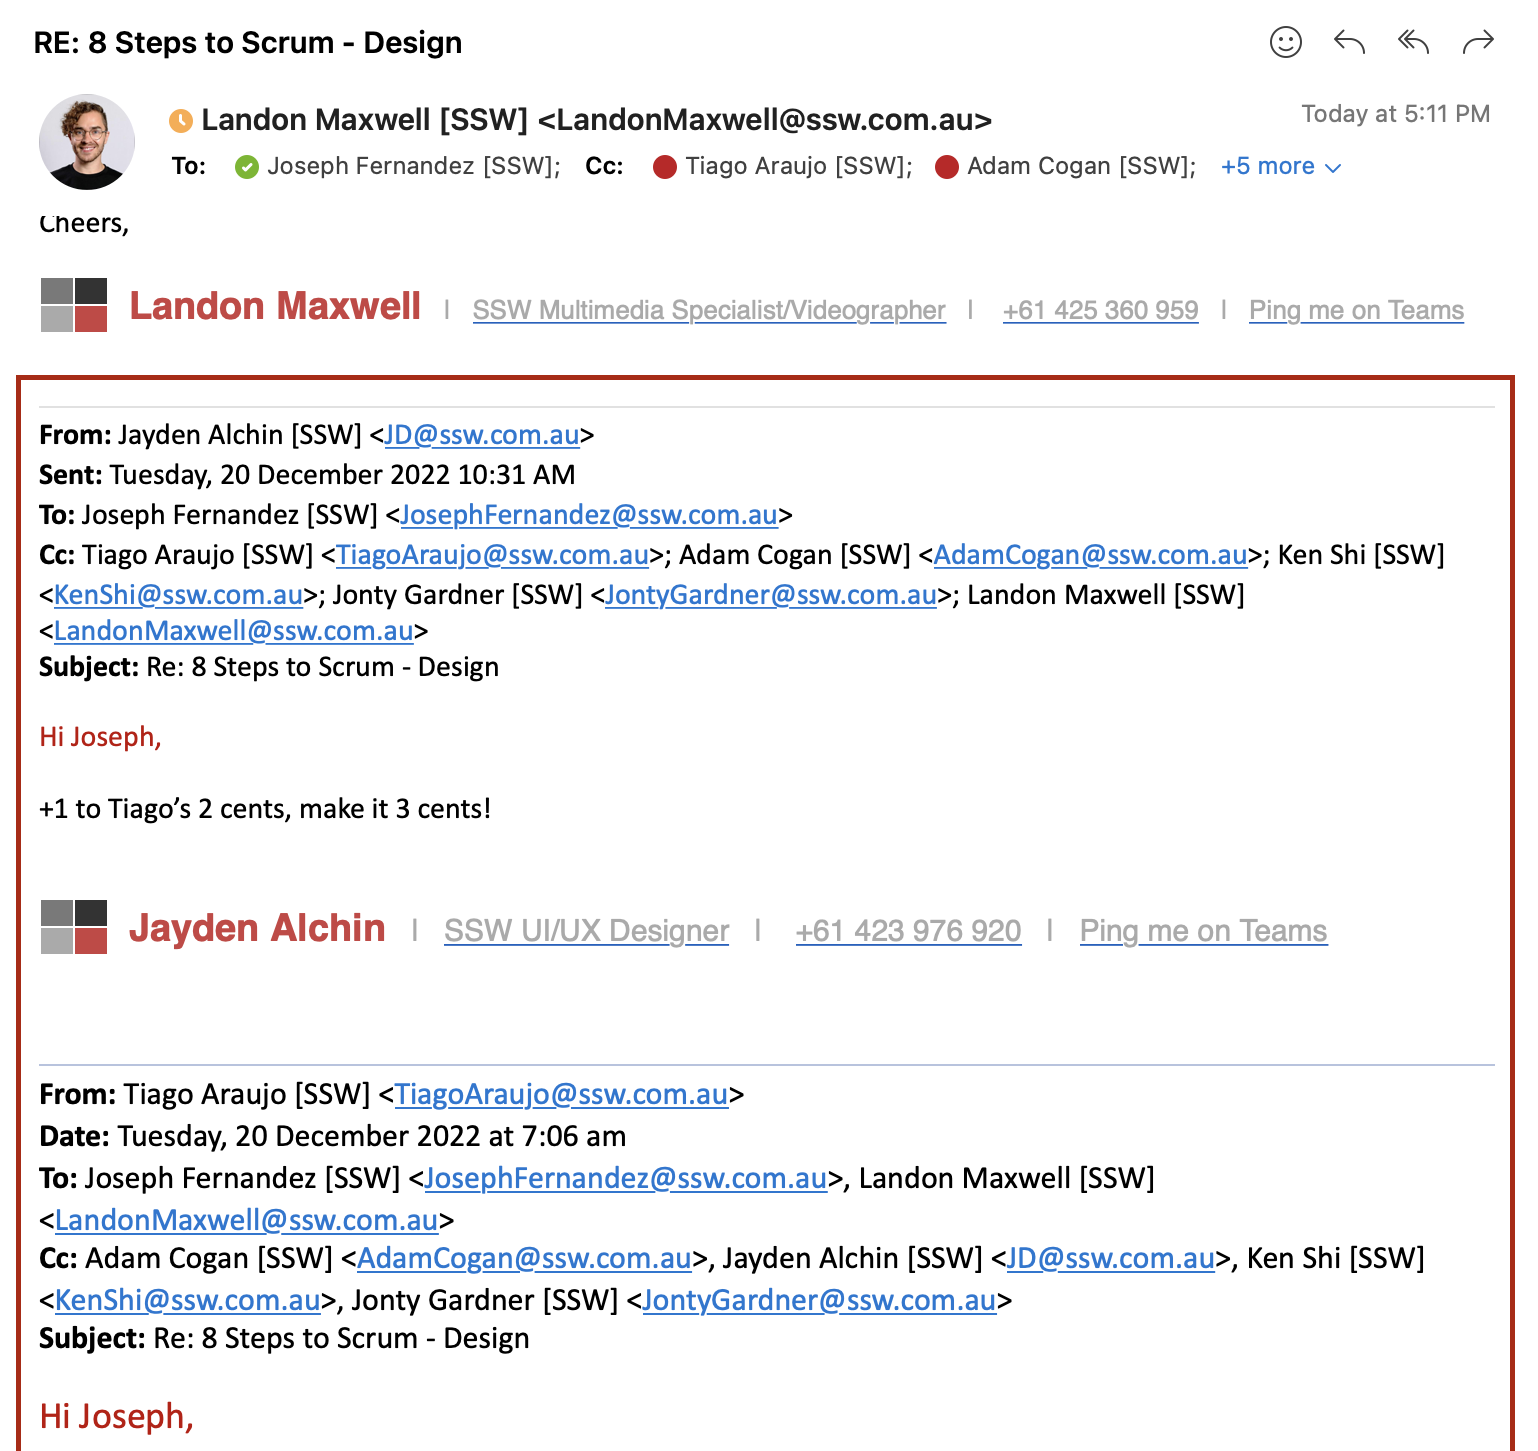 RE: 8 Steps to Scrum - Design
Landon Maxwell [SSW] <LandonMaxwell@ssw.com.au>
Today at 5:11 PM
To: Joseph Fernandez [SSW]; Cc: Tiago Araujo [SSW]; Adam Cogan [SSW]; +5 more
Cheers,
Landon Maxwell | SSW Multimedia Specialist/Videographer | +61 425 360 959 | Ping me on Teams
From: Jayden Alchin [SSW] <JD@ssw.com.au>
Sent: Tuesday, 20 December 2022 10:31 AM
To: Joseph Fernandez [SSW] <JosephFernandez@ssw.com.au>
Cc: Tiago Araujo [SSW] <TiagoAraujo@ssw.com.au>; Adam Cogan [SSW] <AdamCogan@ssw.com.au>; Ken Shi [SSW]
<KenShi@ssw.com.au>; Jonty Gardner [SSW] <JontyGardner@ssw.com.au>; Landon Maxwell [SSW]
<LandonMaxwell@ssw.com.au>
Subject: Re: 8 Steps to Scrum - Design
Hi Joseph,
+1 to Tiago’s 2 cents, make it 3 cents!
Jayden Alchin | SSW UI/UX Designer | +61 423 976 920 | Ping me on Teams
From: Tiago Araujo [SSW] <TiagoAraujo@ssw.com.au>
Date: Tuesday, 20 December 2022 at 7:06 am
To: Joseph Fernandez [SSW] <JosephFernandez@ssw.com.au>, Landon Maxwell [SSW]
<LandonMaxwell@ssw.com.au>
Cc: Adam Cogan [SSW] <AdamCogan@ssw.com.au>, Jayden Alchin [SSW] <JD@ssw.com.au>, Ken Shi [SSW]
<KenShi@ssw.com.au>, Jonty Gardner [SSW] <JontyGardner@ssw.com.au>
Subject: Re: 8 Steps to Scrum - Design
Hi Joseph,